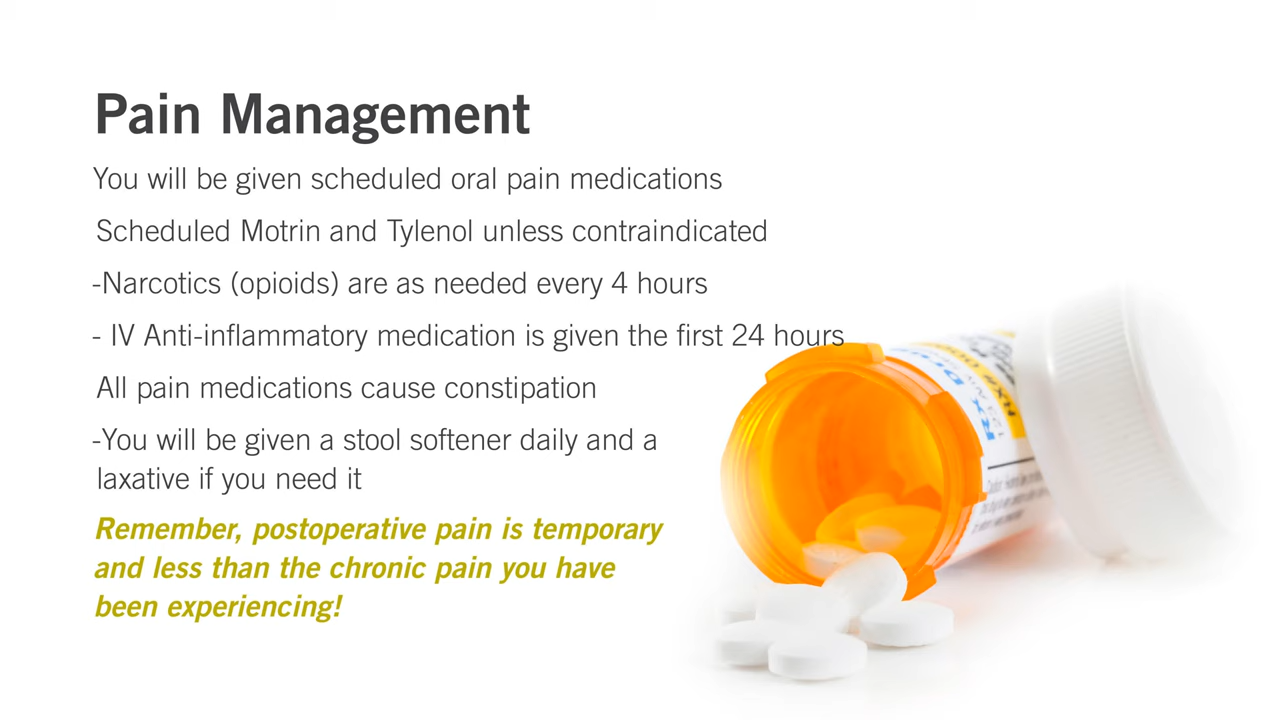 Pain Management
You will be given scheduled oral pain medications
Scheduled Motrin and Tylenol unless contraindicated
-Narcotics (opioids) are as needed every 4 hours
- IV Anti-inflammatory medication is given the first 24 hours
All pain medications cause constipation
-You will be given a stool softener daily and a
laxative if you need it
Remember, postoperative pain is temporary
and less than the chronic pain you have
been experiencing!